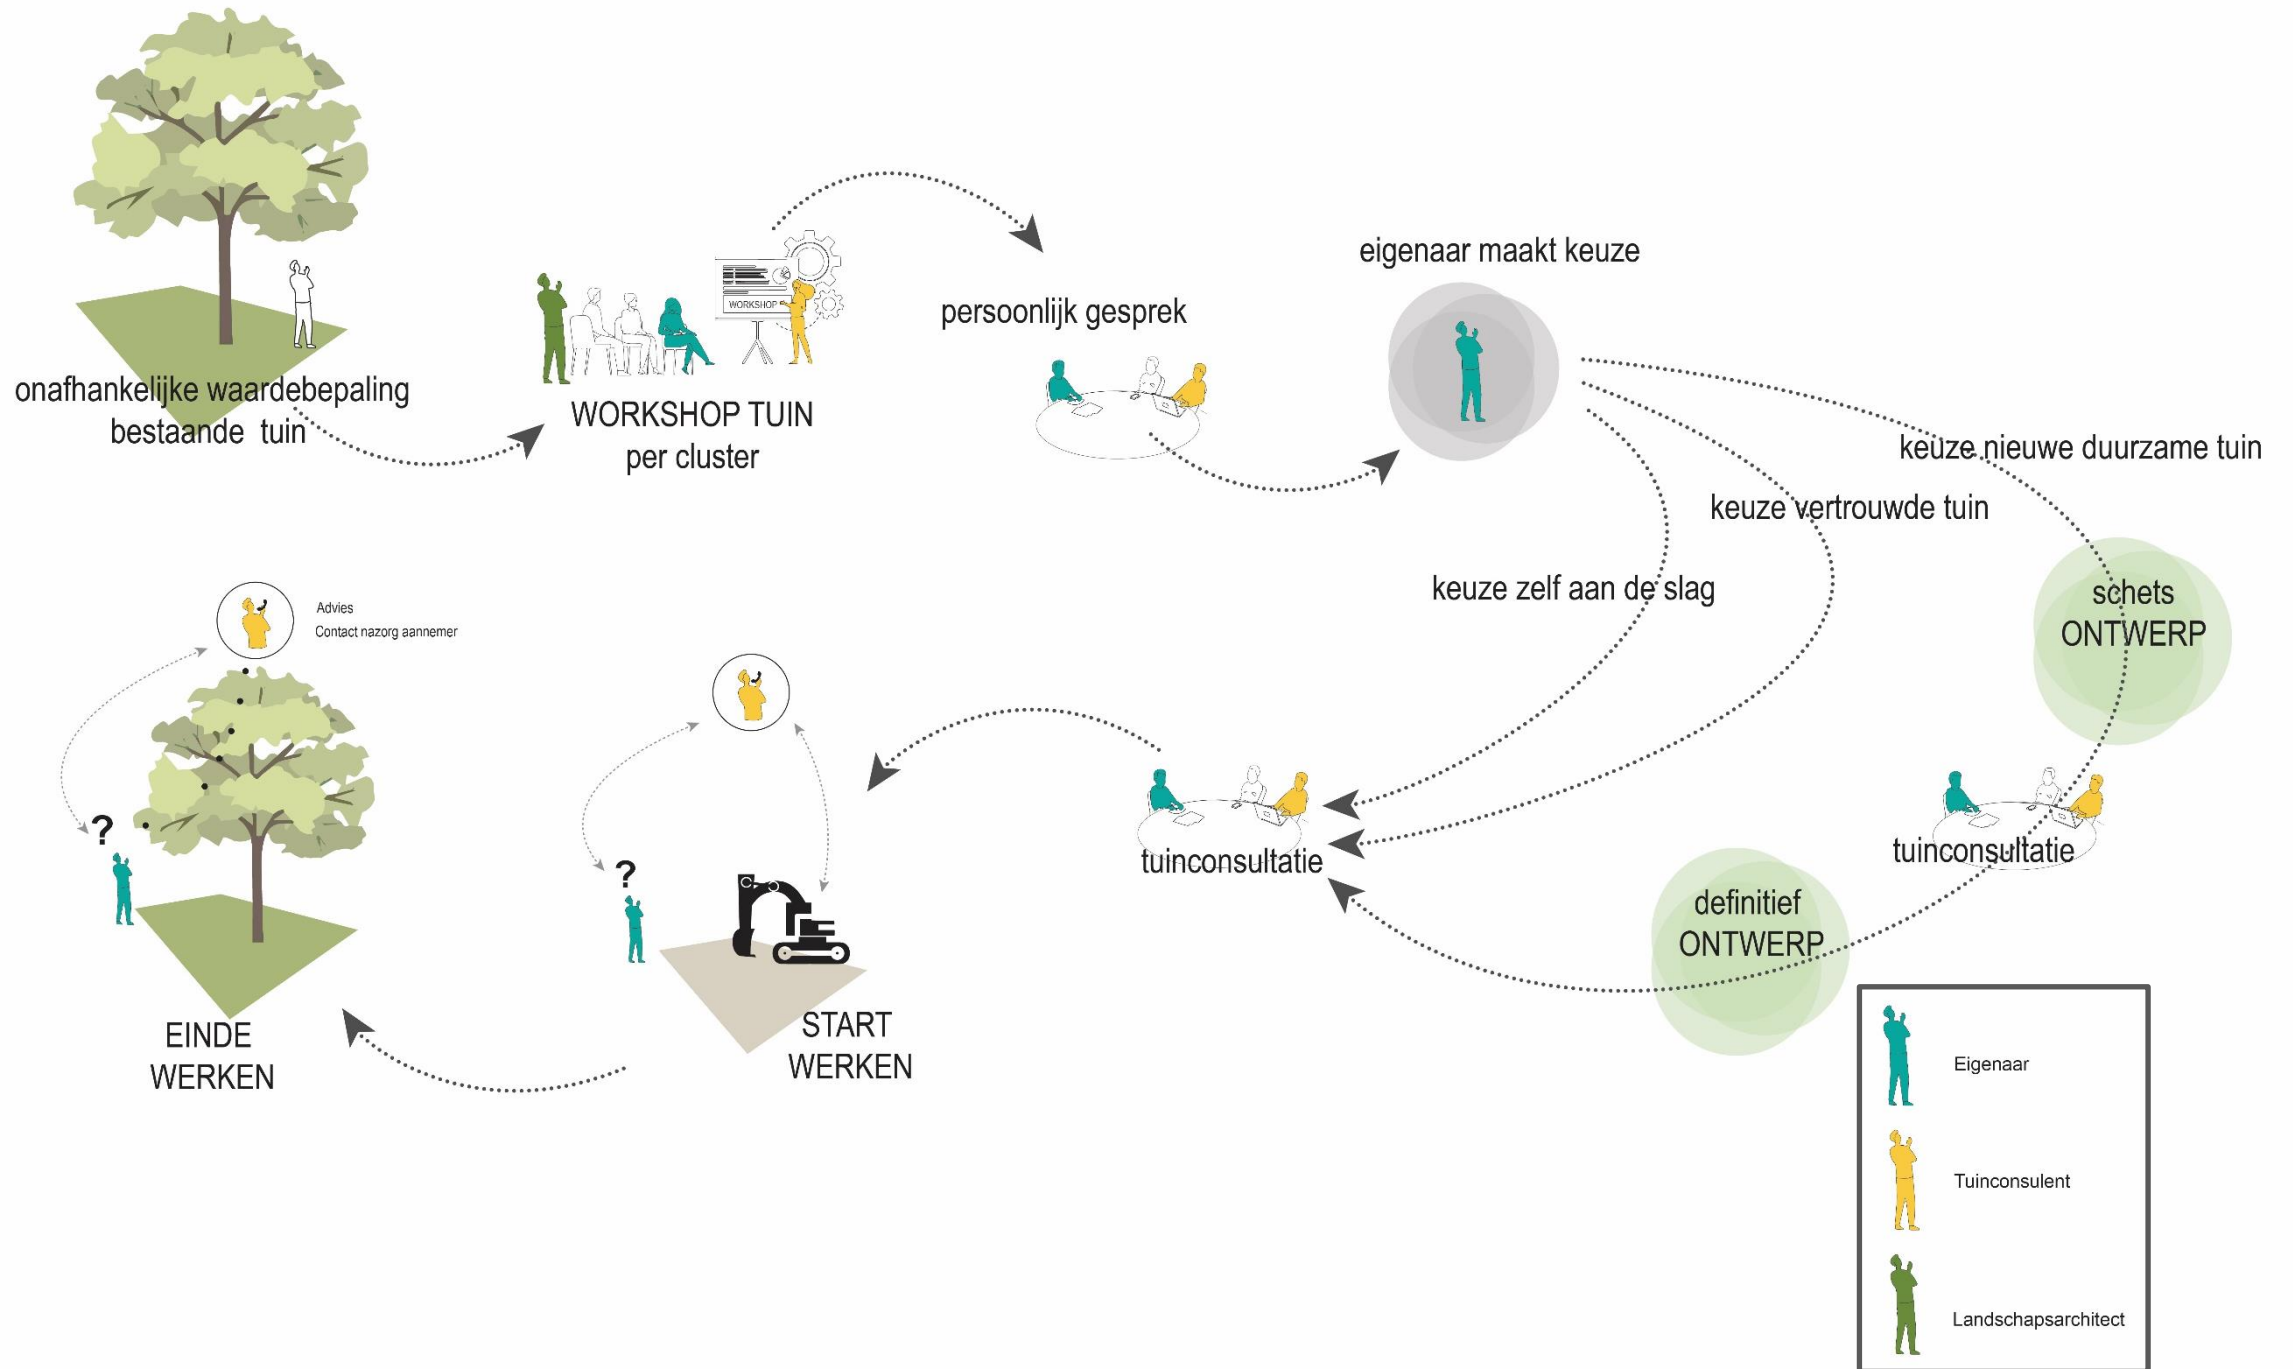 onafhankelijke waardebepaling
bestaande tuin
WORKSHOP
WORKSHOP TUIN
per cluster
persoonlijk gesprek
eigenaar maakt keuze
keuze nieuwe duurzame tuin
keuze vertrouwde tuin
keuze zelf aan de slag
schets
ONTWERP
tuinconsultatie
definitief
ONTWERP
tuinconsultatie
?
START
WERKEN
Advies
Contact nazorg aannemer
?
EINDE
WERKEN
Eigenaar
Tuinconsulent
Landschapsarchitect